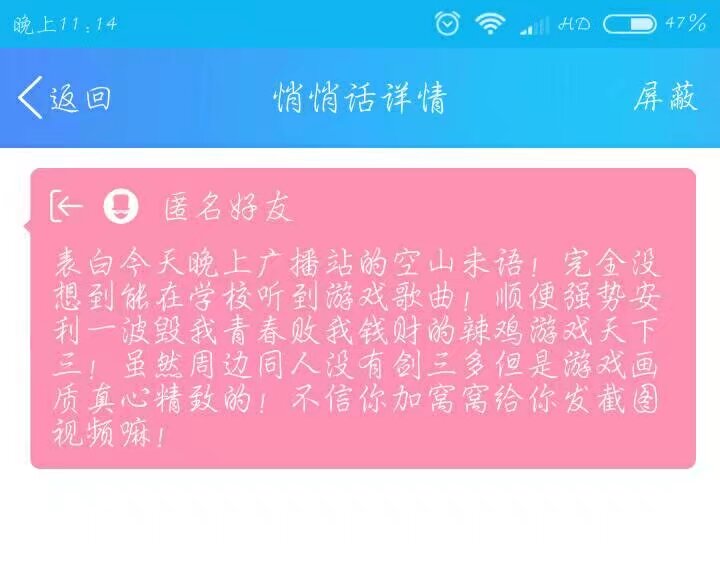 晚上11:14
HD
47%
返回
悄悄话详情
屏蔽
匿名好友
表白今天晚上广播站的空山未语！完全没
想到能在学校听到游戏歌曲！顺便强势安
利一波毁我青春败我钱财的辣鸡游戏天下
三！虽然周边同人没有剑三多但是游戏画
质真心精致的！不信你加窝窝给你发截图
视频嘛！